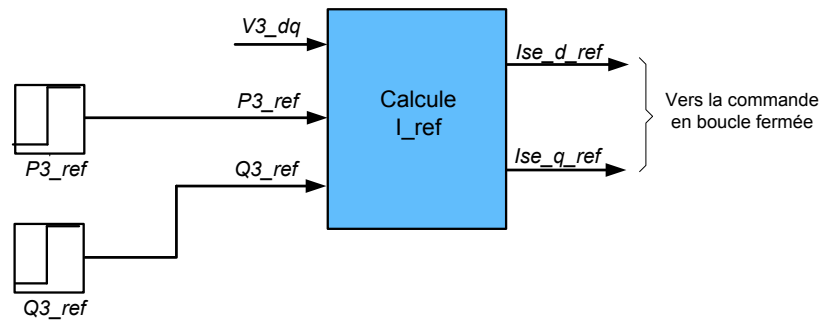 V3_dq
P3_ref
Q3_ref
P3_ref
Q3_ref
Calcule
I_ref
Ise_d_ref
Ise_q_ref
Vers la commande
en boucle fermée